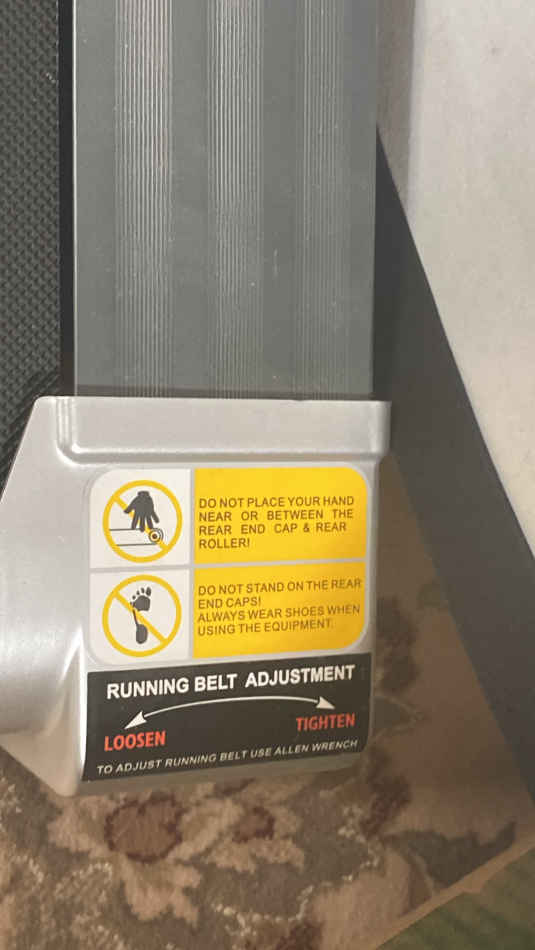 DO NOT PLACE YOUR HAND
NEAR OR BETWEEN THE
REAR END CAP & REAR
ROLLER!
DO NOT STAND ON THE REAR
END CAPS!
ALWAYS WEAR SHOES WHEN
USING THE EQUIPMENT.
RUNNING BELT ADJUSTMENT
LOOSEN
TIGHTEN
TO ADJUST RUNNING BELT USE ALLEN WRENCH